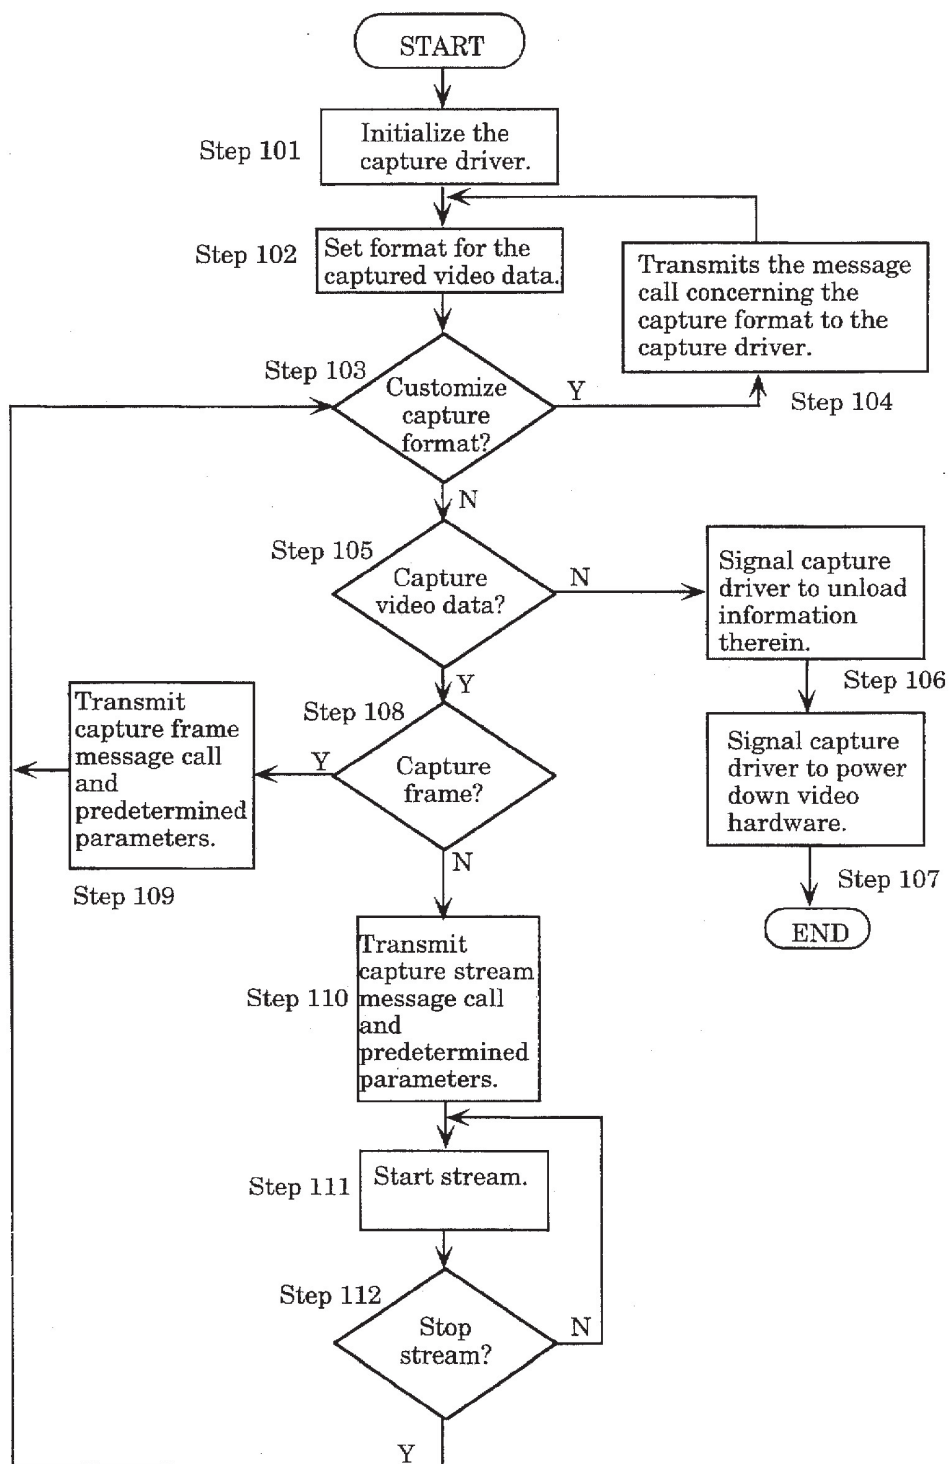 START
Step 101
Initialize the
capture driver.
Step 102
Set format for the
captured video data.
Transmits the message
call concerning the
capture format to the
capture driver.
Step 104
Step 103
Customize
capture
format?
Y
N
Step 105
Capture
video data?
N
Y
Signal capture
driver to unload
information
therein.
Step 106
Signal capture
driver to power
down video
hardware.
Step 107
END
Step 108
Capture
frame?
Y
N
Transmit
capture frame
message call
and
predetermined
parameters.
Step 109
Step 110
Transmit
capture stream
message call
and
predetermined
parameters.
Step 111
Start stream.
Step 112
Stop
stream?
N
Y